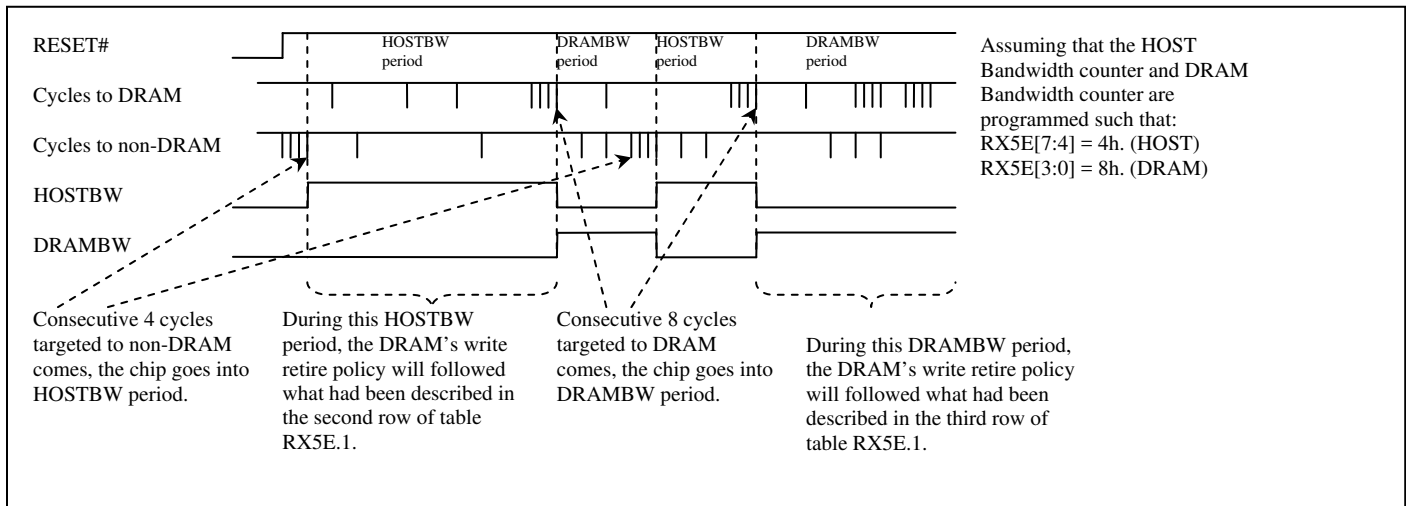 RESET#
HOSTBW
period
DRAMBW
period
HOSTBW
period
DRAMBW
period
Cycles to DRAM
Cycles to non-DRAM
HOSTBW
DRAMBW
Assuming that the HOST
Bandwidth counter and DRAM
Bandwidth counter are
programmed such that:
RX5E[7:4] = 4h. (HOST)
RX5E[3:0] = 8h. (DRAM)
Consecutive 4 cycles
targeted to non-DRAM
comes, the chip goes into
HOSTBW period.
During this HOSTBW
period, the DRAM's write
retire policy will followed
what had been described in
the second row of table
RX5E.1.
Consecutive 8 cycles
targeted to DRAM
comes, the chip goes into
DRAMBW period.
During this DRAMBW period,
the DRAM's write retire policy
will followed what had been
described in the third row of
table RX5E.1.